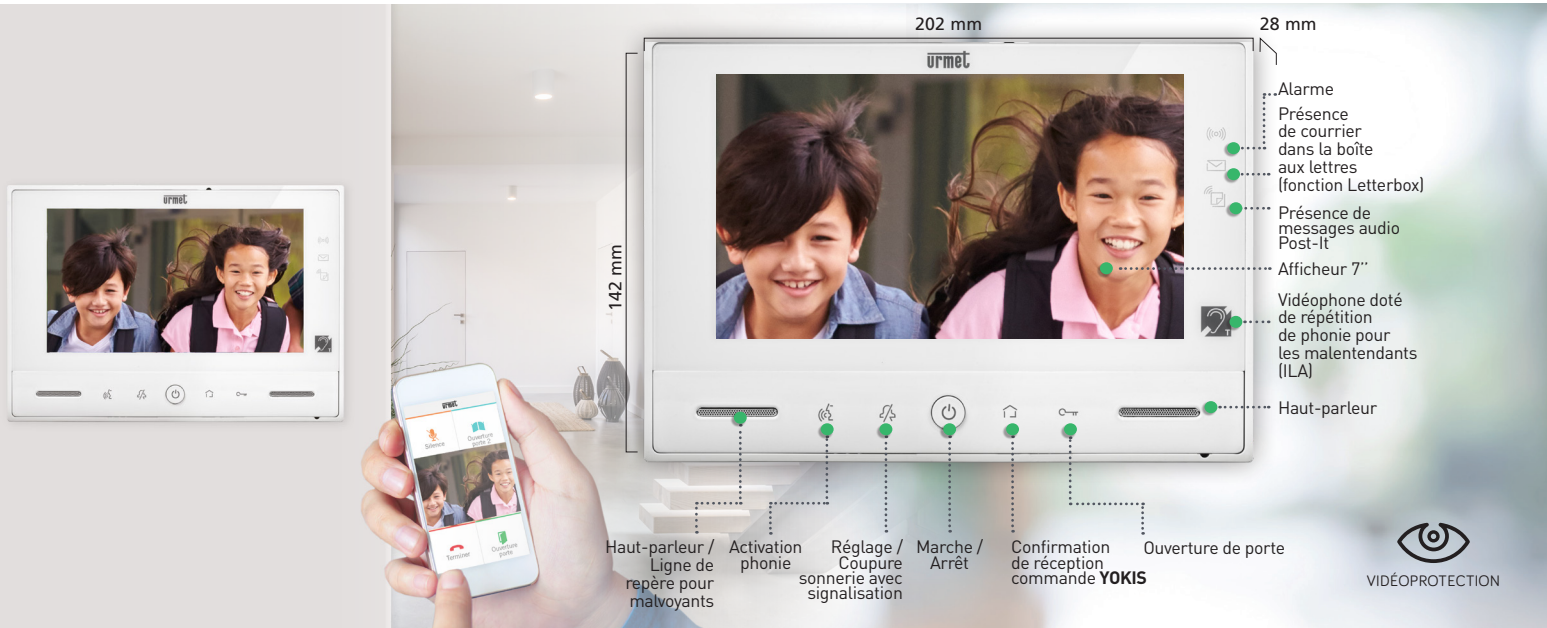 202 mm
28 mm
142 mm
urmet
urmet
Alarme
Présence
de courrier
dans la boîte
aux lettres
(fonction Letterbox)
Présence de
messages audio
Post-It
Afficheur 7’’
Vidéophone doté
de répétition
de phonie pour
les malentendants
(ILA)
T
T
Haut-parleur
urmet
Silence
Ouverture
porte 2
Terminer
Ouverture
porte
Haut-parleur /
Ligne de
repère pour
malvoyants
Activation
phonie
Réglage /
Coupure
sonnerie avec
signalisation
Marche /
Arrêt
Confirmation
de réception
commande YOKIS
Ouverture de porte
VIDÉOPROTECTION